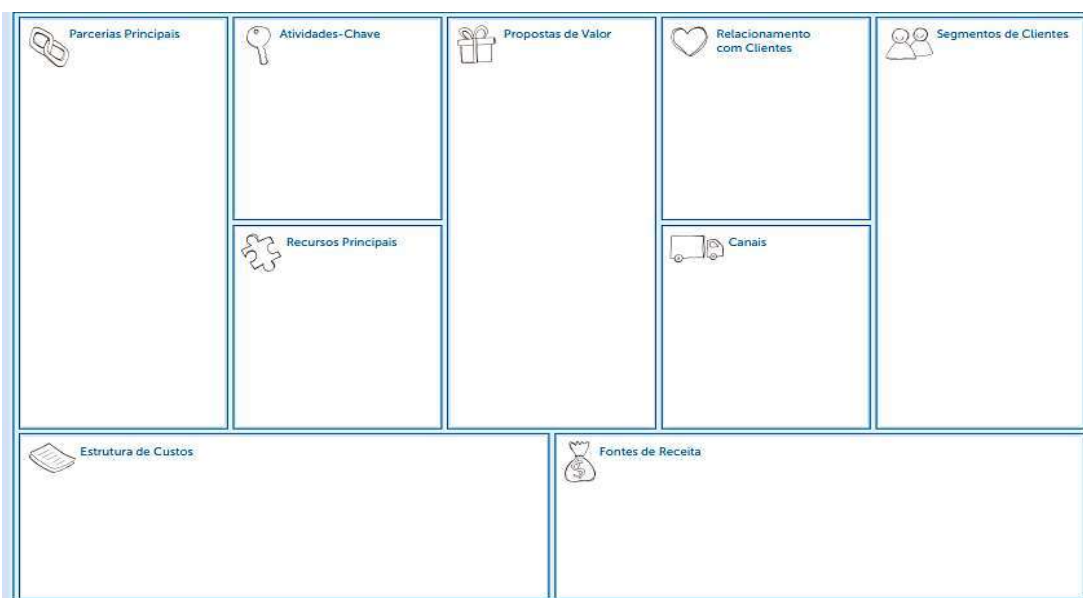 Parcerias Principais
Atividades-Chave
Propostas de Valor
Relacionamento
com Clientes
Segmentos de Clientes
Recursos Principais
Canais
Estrutura de Custos
Fontes de Receita
$